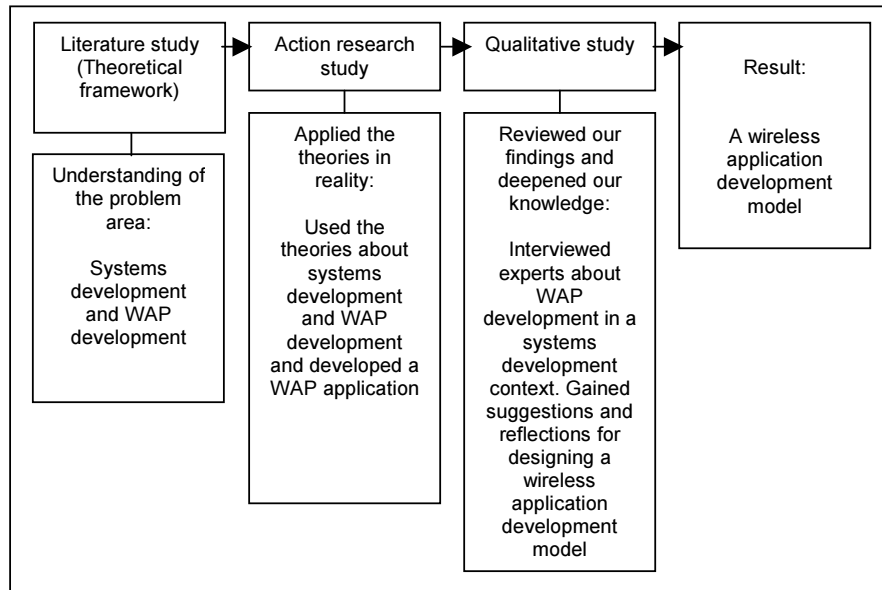 Literature study
(Theoretical
framework)
Understanding of
the problem
area:
Systems
development
and WAP
development
Action research
study
Applied the
theories in
reality:
Used the
theories about
systems
development
and WAP
development
and developed a
WAP application
Qualitative study
Reviewed our
findings and
deepened our
knowledge:
Interviewed
experts about
WAP
development in a
systems
development
context. Gained
suggestions and
reflections for
designing a
wireless
application
development
model
Result:
A wireless
application
development
model